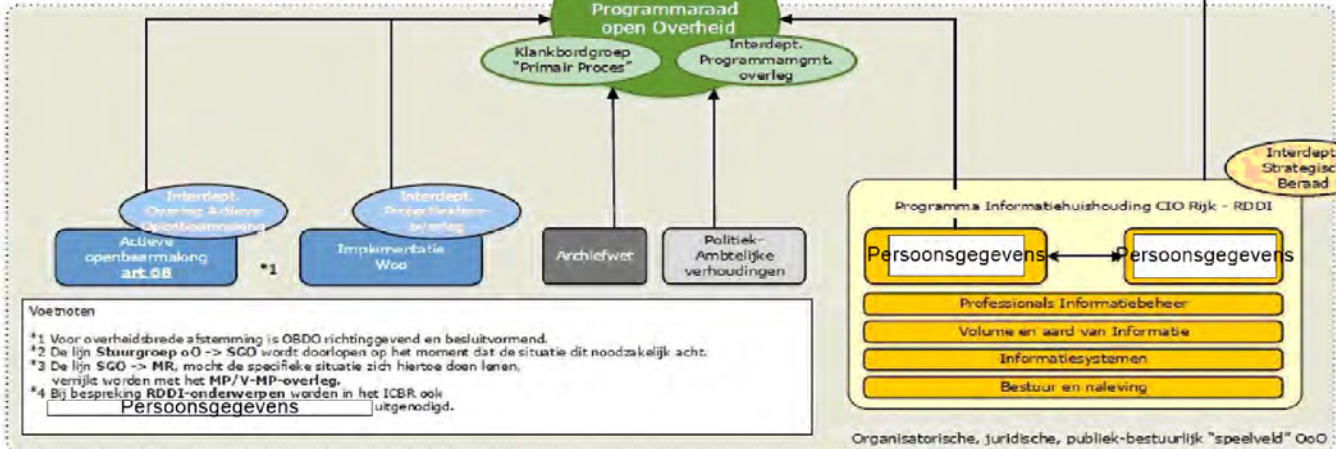 Programmaraad
open Overheid
Klankbordgroep
"Primair Proces"
Interdept.
Programmamgmt.
overleg
Interdept.
Strategisch
Beraad
Interdept.
Overleg Actieve
Openbaarmaking
Interdept.
overleg
Programma Informatiehuishouding CIO Rijk - RDDI
Actieve
openbaarmaking
art 68
*1
Implementatie
Woo
Archiefwet
Politiek-
Ambtelijke
verhoudingen
Persoonsgegevens
Persoonsgegevens
Professionals Informatiebeheer
Volume en aard van Informatie
Informatiesystemen
Bestuur en naleving
Voetnoten
*1 Voor overheidsbrede afstemming is OBDO richtinggevend en besluitvormend.
*2 De lijn Stuurgroep oO -> SGO wordt doorlopen op het moment dat de situatie dit noodzakelijk acht.
*3 De lijn SGO -> MR, mocht de specifieke situatie zich hiertoe doen lenen,
verrijkt worden met het MP/V-MP-overleg.
*4 Bij bespreking RDDI-onderwerpen worden in het ICBR ook
Persoonsgegevens uitgenodigd.
Organisatorische, juridische, publiek-bestuurlijk "speelveld" OoO